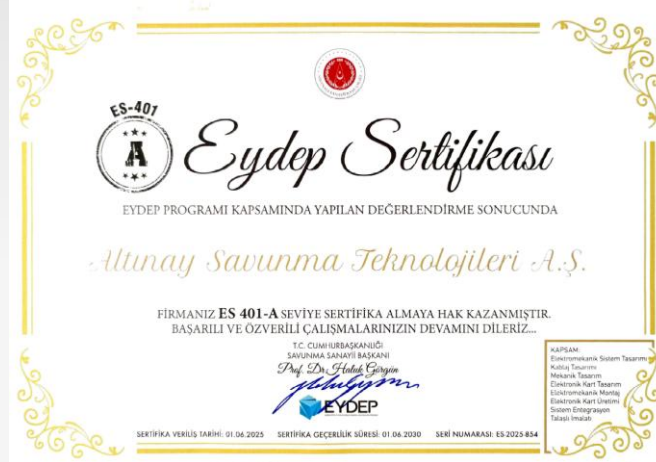 ES-401
A
Eydep Sertifikası
EYDEP PROGRAMI KAPSAMINDA YAPILAN DEĞERLENDİRME SONUCUNDA
Altınay Savunma Teknolojileri A.Ş.
FİRMANIZ ES 401-A SEVİYE SERTİFİKA ALMAYA HAK KAZANMIŞTIR.
BAŞARILI VE ÖZVERİLİ ÇALIŞMALARINIZIN DEVAMINI DİLERİZ...
T.C. CUMHURBAŞKANLIĞI
SAVUNMA SANAYİİ BAŞKANI
Prof. Dr. Haluk Görgün
EYDEP
KAPSAM:
Elektromekanik Sistem Tasarımı
Kablaj Tasarımı
Mekanik Tasarım
Elektronik Kart Tasarım
Elektromekanik Montaj
Elektronik Kart Üretimi
Sistem Entegrasyon
Talaşlı İmalatı
SERTİFİKA VERİLİŞ TARİHİ: 01.06.2025 SERTİFİKA GEÇERLİLİK SÜRESİ: 01.06.2030 SERİ NUMARASI: ES-2025-854